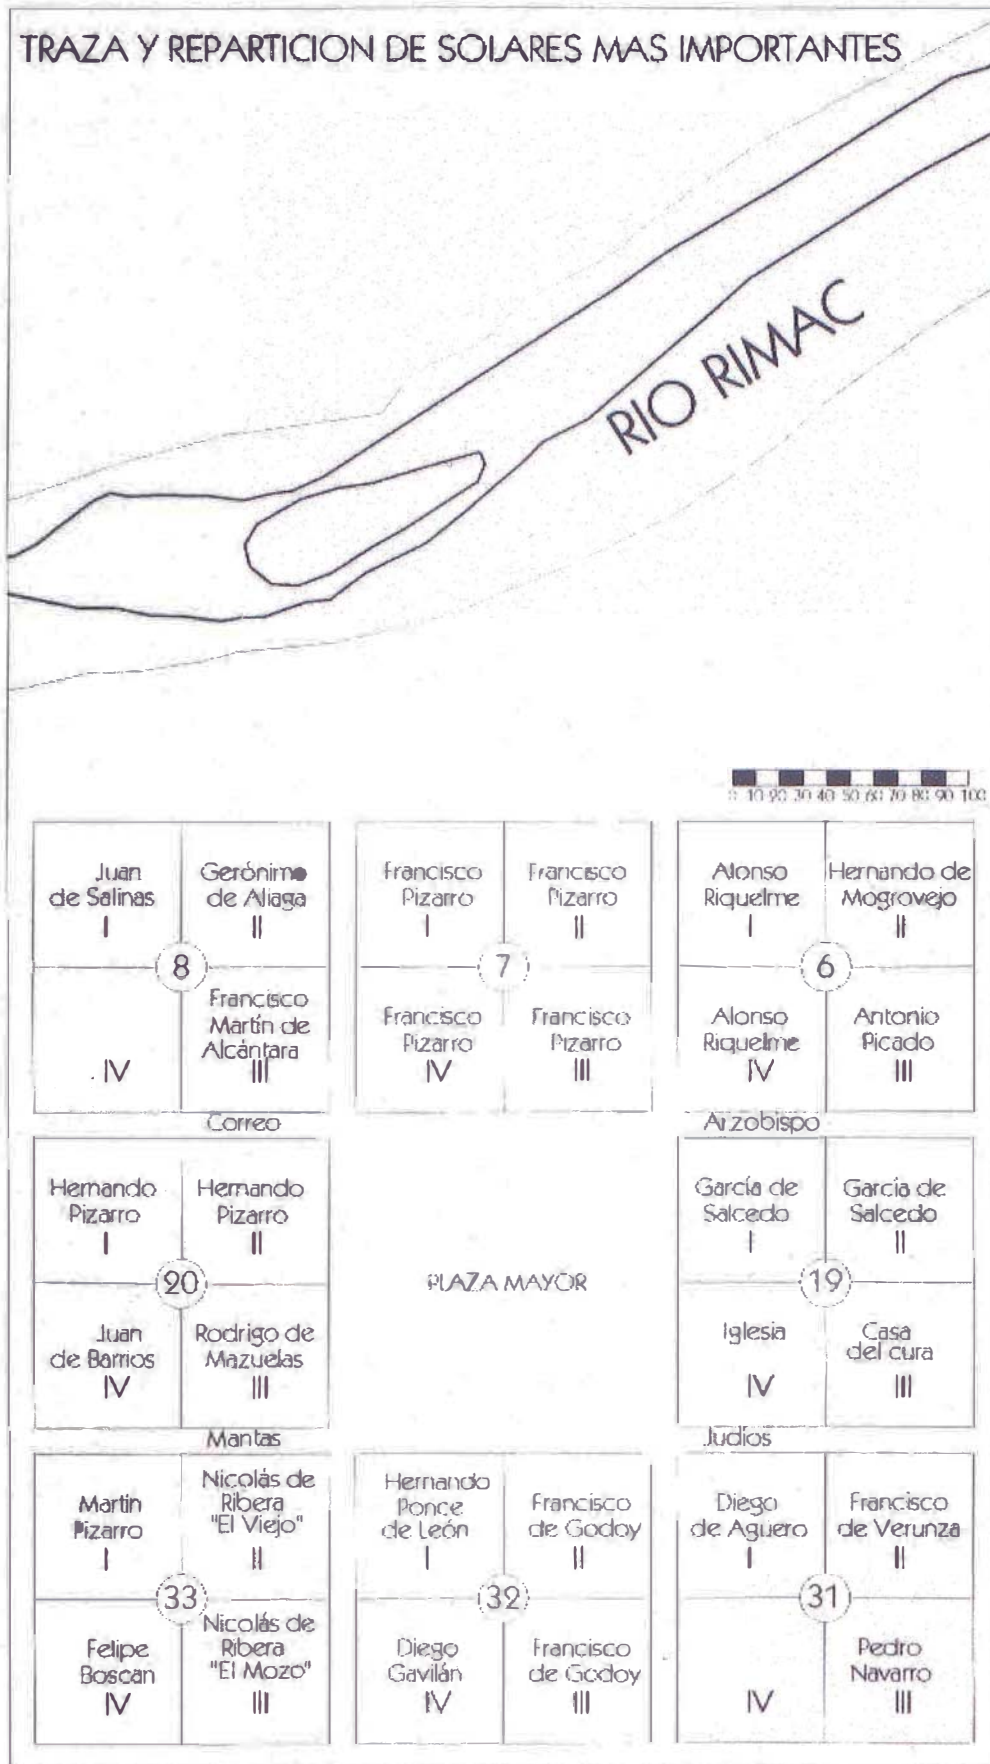 TRAZA Y REPARTICION DE SOLARES MAS IMPORTANTES
RIO RIMAC
0 10 20 30 40 50 60 70 80 90 100
Juan
de Salinas
I
Gerónimo
de Aliaga
II
8
IV
Francisco
Martín de
Alcántara
III
Francisco
Pizarro
I
Francisco
Pizarro
II
7
Francisco
Pizarro
IV
Francisco
Pizarro
III
Alonso
Riquelme
I
Hernando de
Mogrovejo
II
6
Alonso
Riquelme
IV
Antonio
Picado
III
Correo
Arzobispo
Hernando
Pizarro
I
Hernando
Pizarro
II
20
Juan
de Barrios
IV
Rodrigo de
Mazuelas
III
PLAZA MAYOR
García de
Salcedo
I
García de
Salcedo
II
19
Iglesia
IV
Casa
del cura
III
Mantas
Judíos
Martin
Pizarro
I
Nicolás de
Ribera
"El Viejo"
II
33
Felipe
Boscan
IV
Nicolás de
Ribera
"El Mozo"
III
Hernando
Ponce
de León
I
Francisco
de Godoy
II
32
Diego
Gavilán
IV
Francisco
de Godoy
III
Diego
de Aguero
I
Francisco
de Verunza
II
31
IV
Pedro
Navarro
III